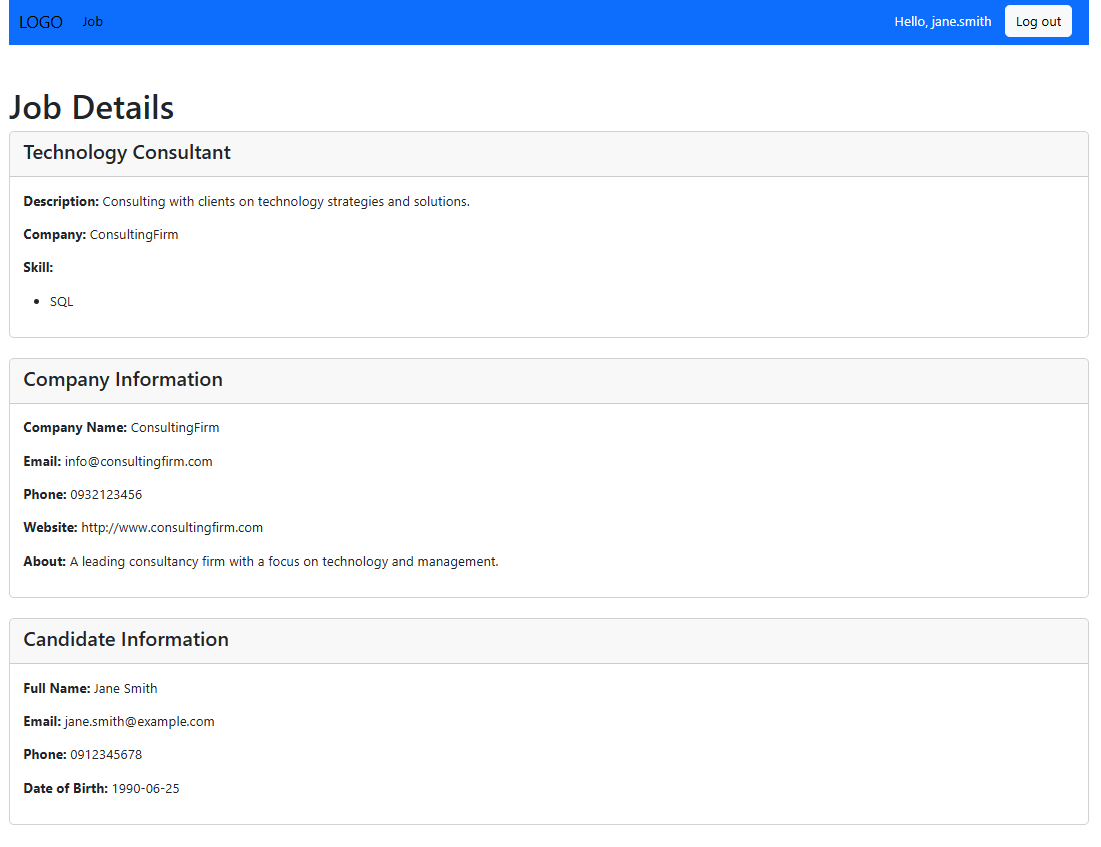 LOGO Job Hello, jane.smith Log out
Job Details
Technology Consultant
Description: Consulting with clients on technology strategies and solutions.
Company: ConsultingFirm
Skill:
• SQL
Company Information
Company Name: ConsultingFirm
Email: info@consultingfirm.com
Phone: 0932123456
Website: http://www.consultingfirm.com
About: A leading consultancy firm with a focus on technology and management.
Candidate Information
Full Name: Jane Smith
Email: jane.smith@example.com
Phone: 0912345678
Date of Birth: 1990-06-25